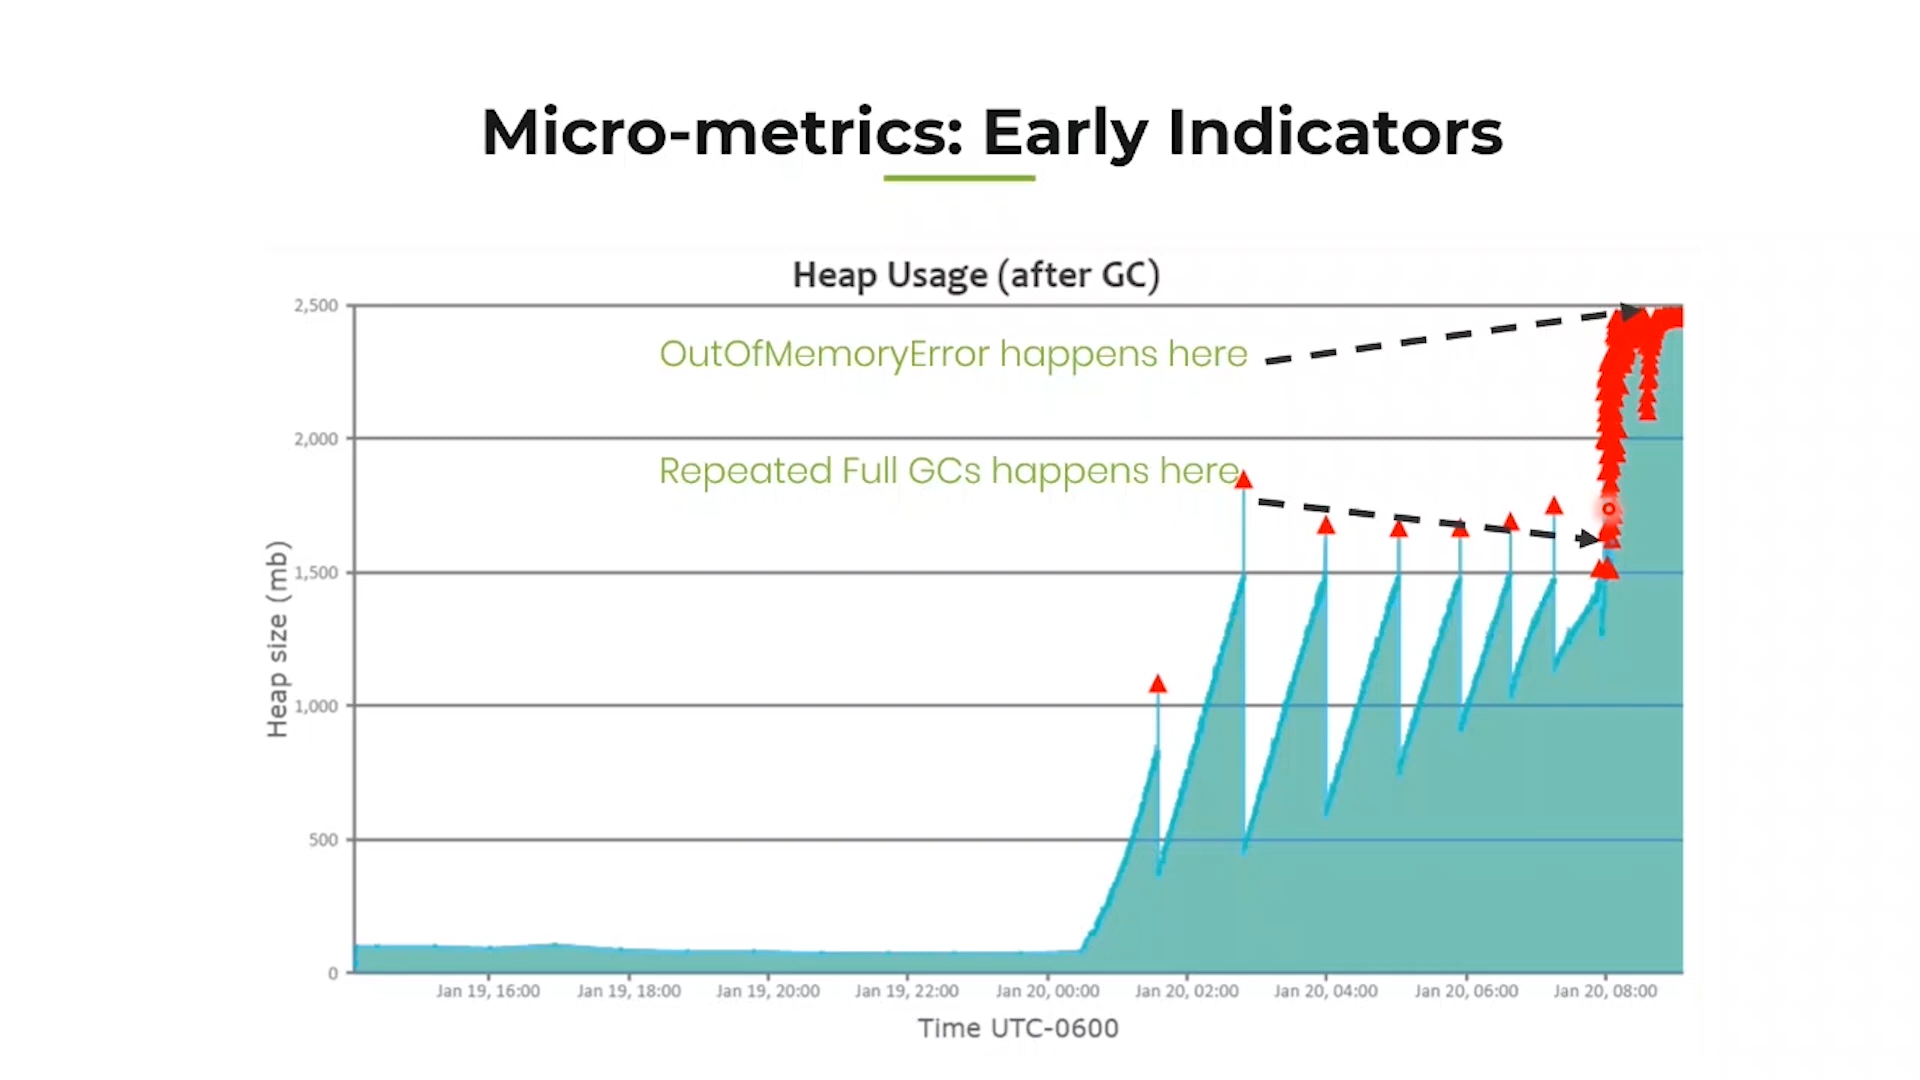 Micro-metrics: Early Indicators
Heap Usage (after GC)
2,500
OutOfMemoryError happens here
2,000
Repeated Full GCs happens here
Heap size (mb)
1,500
1,000
500
0
Jan 19, 16:00 Jan 19, 18:00 Jan 19, 20:00 Jan 19, 22:00 Jan 20, 00:00 Jan 20, 02:00 Jan 20, 04:00 Jan 20, 06:00 Jan 20, 08:00
Time UTC-0600